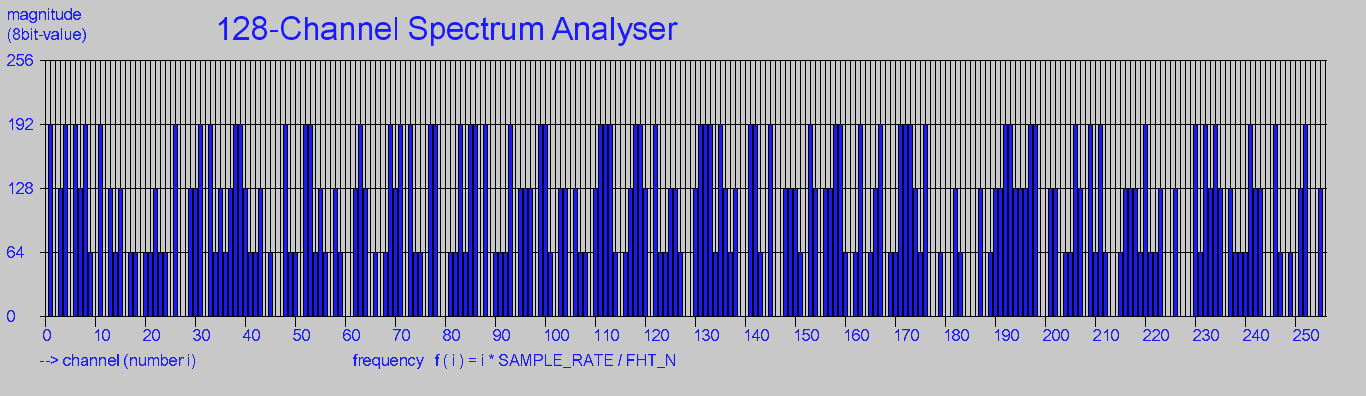 magnitude
(8bit-value)
128-Channel Spectrum Analyser
256
192
128
64
0
0 10 20 30 40 50 60 70 80 90 100 110 120 130 140 150 160 170 180 190 200 210 220 230 240 250
--> channel (number i) frequency f ( i ) = i * SAMPLE_RATE / FHT_N